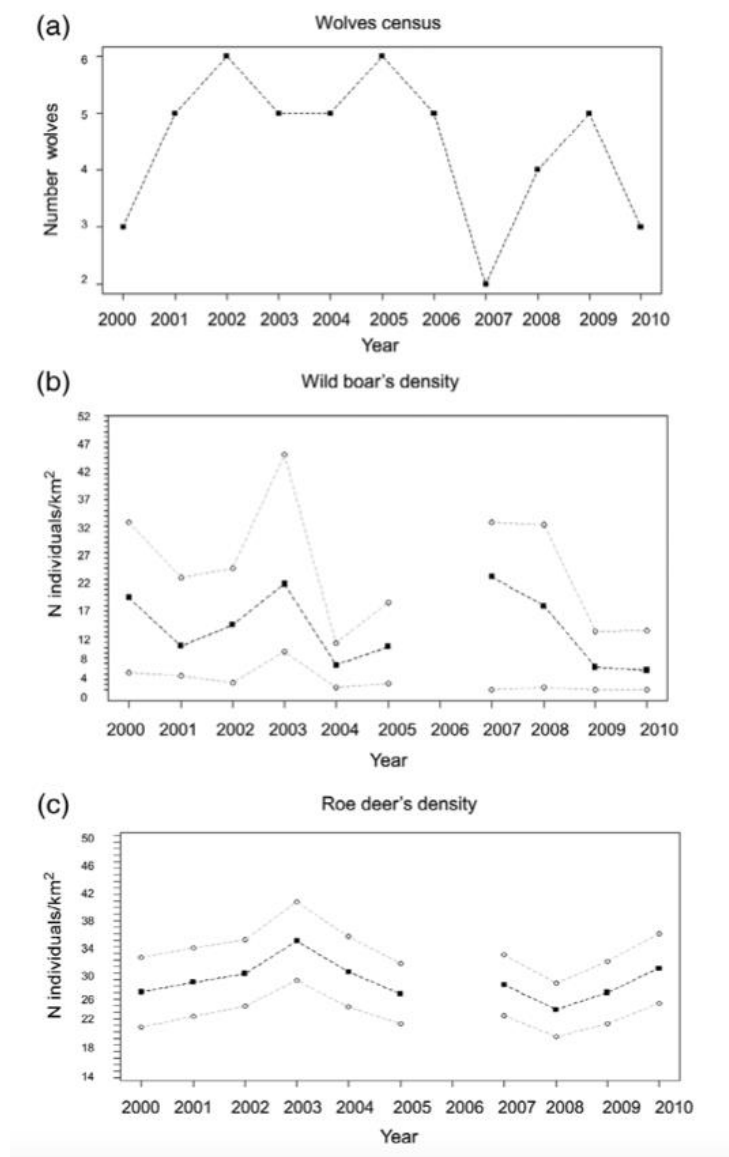 (a)
Wolves census
Number wolves
6
5
4
3
2
2000 2001 2002 2003 2004 2005 2006 2007 2008 2009 2010
Year
(b)
Wild boar's density
N individuals/km²
52
47
42
37
32
27
22
17
12
8
4
0
2000 2001 2002 2003 2004 2005 2006 2007 2008 2009 2010
Year
(c)
Roe deer's density
N individuals/km²
50
46
42
38
34
30
26
22
18
14
2000 2001 2002 2003 2004 2005 2006 2007 2008 2009 2010
Year